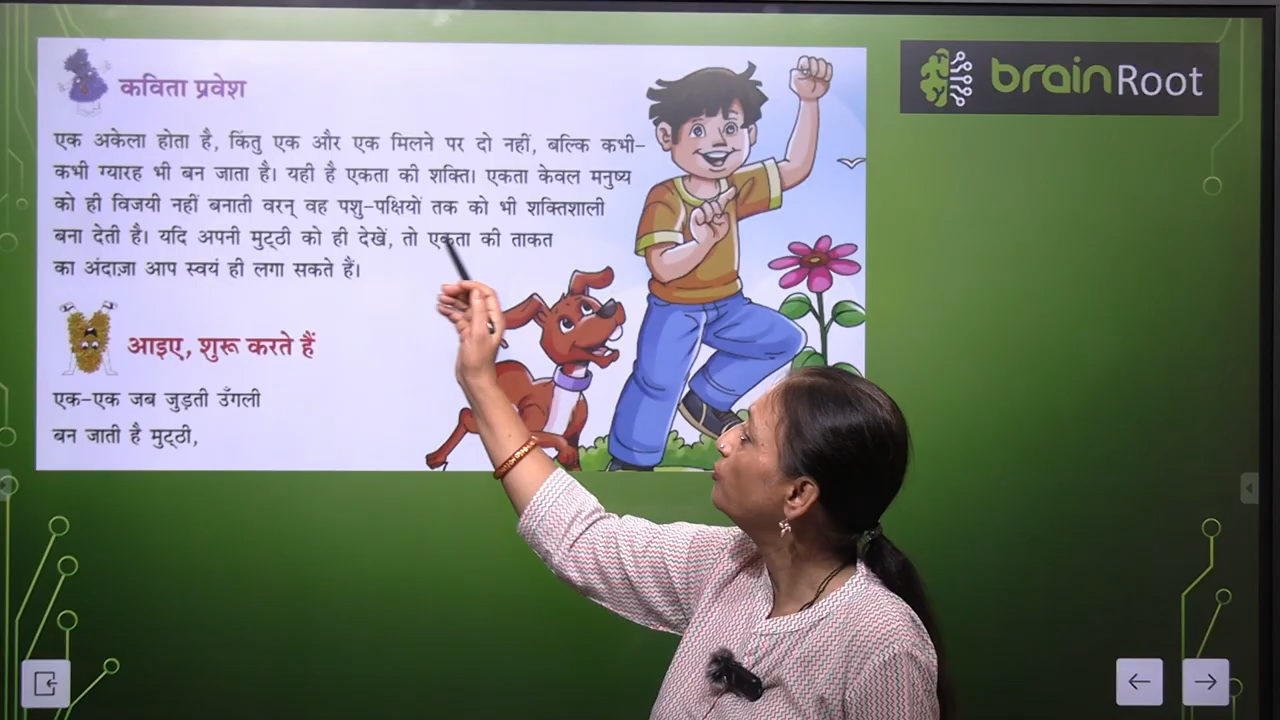 कविता प्रवेश
एक अकेला होता है, किंतु एक और एक मिलने पर दो नहीं, बल्कि कभी-
कभी ग्यारह भी बन जाता है। यही है एकता की शक्ति। एकता केवल मनुष्य
को ही विजयी नहीं बनाती वरन् वह पशु-पक्षियों तक को भी शक्तिशाली
बना देती है। यदि अपनी मुट्ठी को ही देखें, तो एकता की ताकत
का अंदाज़ा आप स्वयं ही लगा सकते हैं।
आइए, शुरू करते हैं
एक-एक जब जुड़ती उँगली
बन जाती है मुट्ठी,
brainRoot